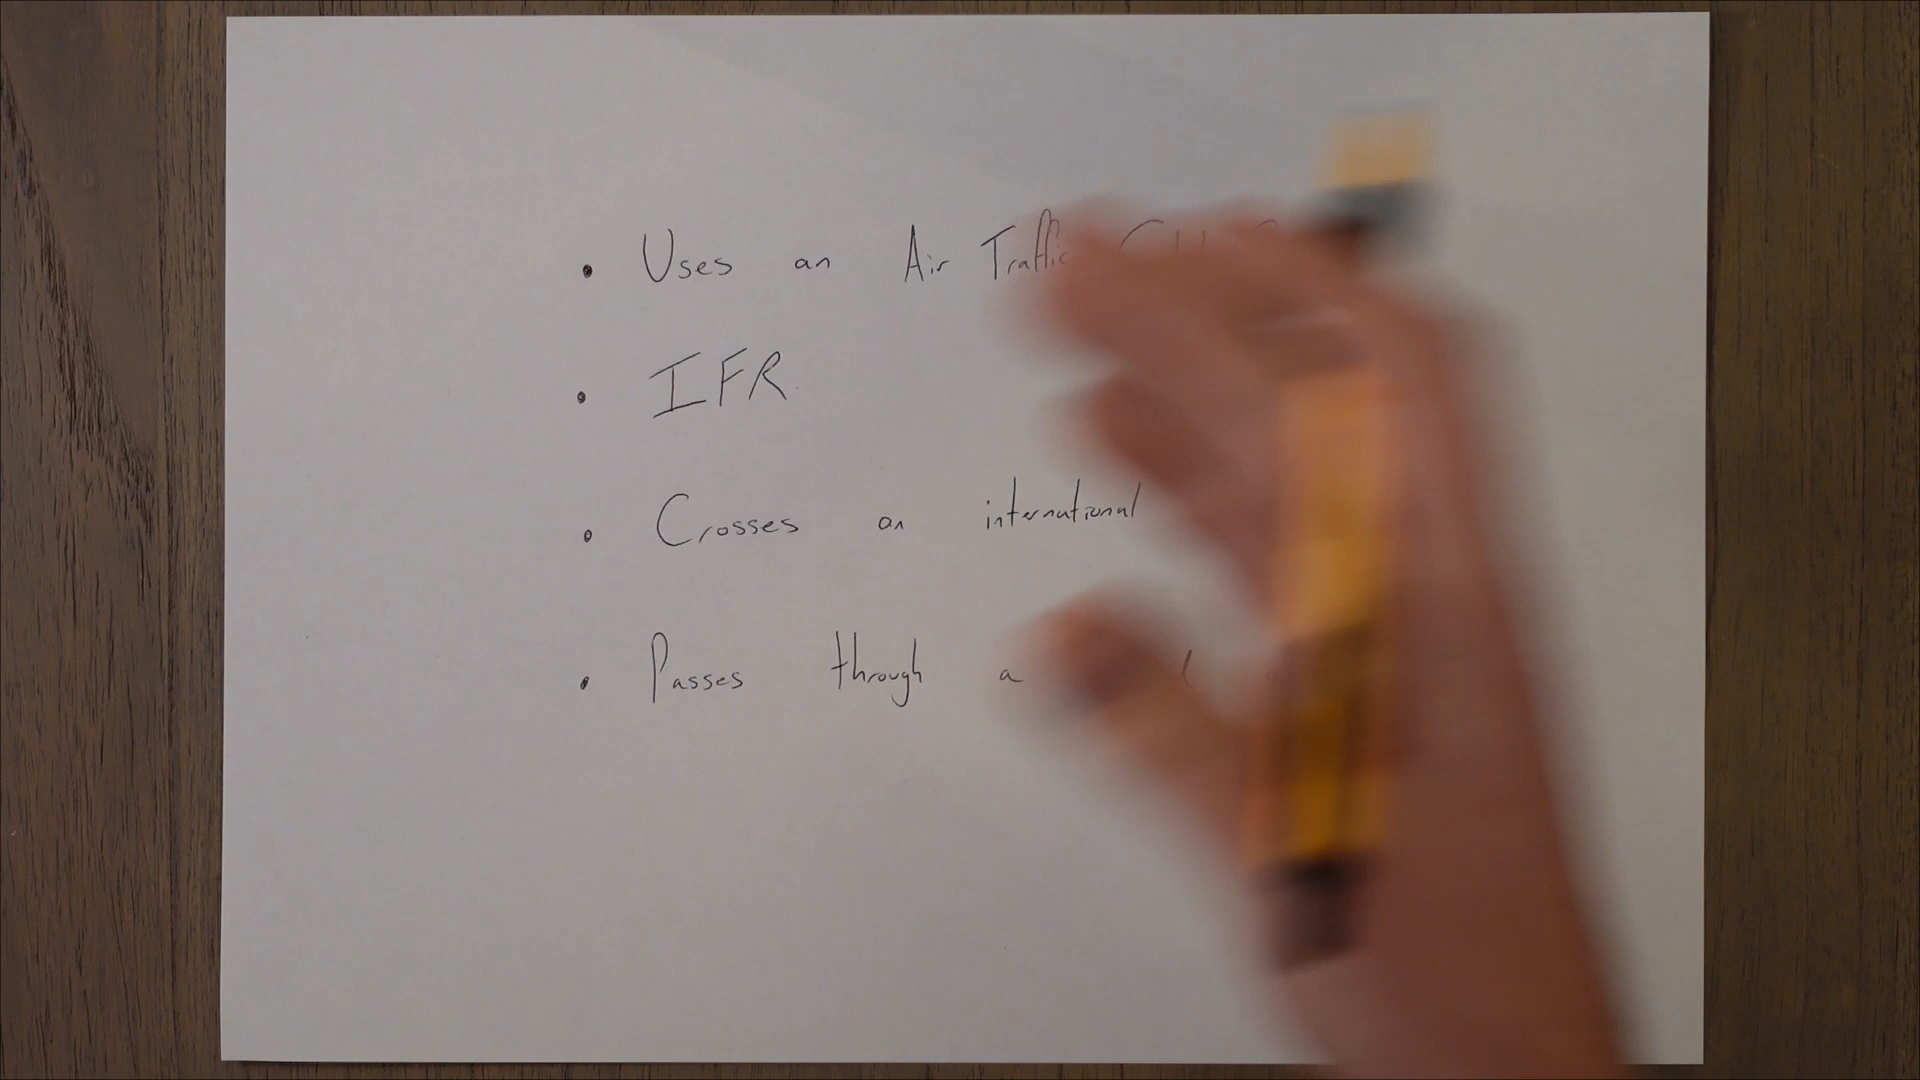 • Uses an Air Traffic
• IFR
• Crosses an international
• Passes through a